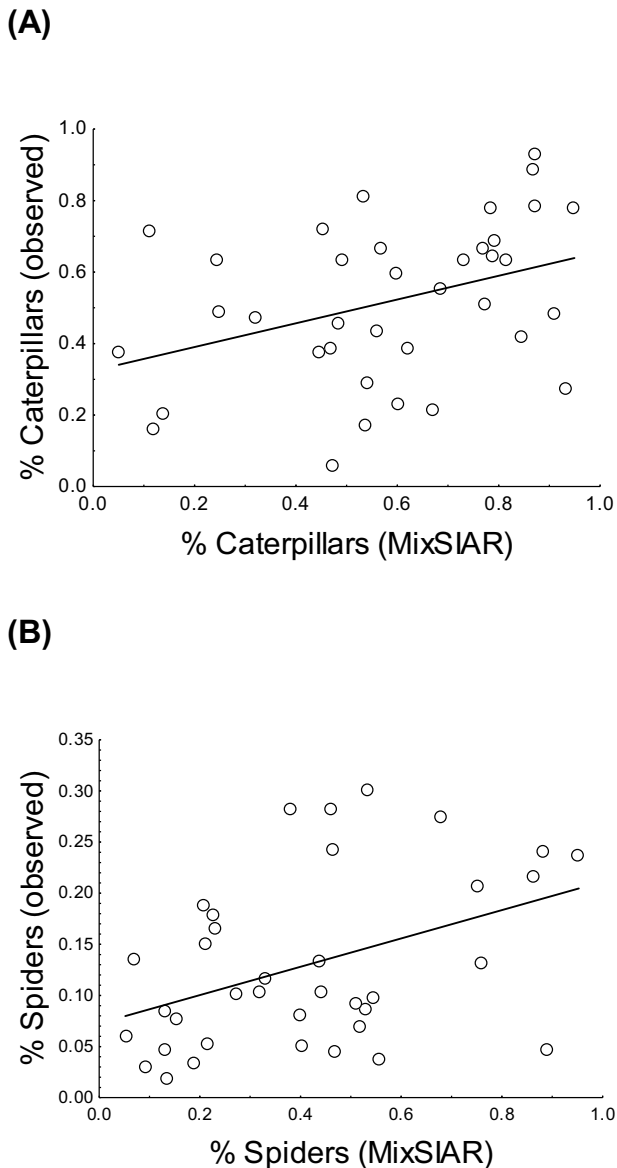 (A)
% Caterpillars (observed)
1.0
0.8
0.6
0.4
0.2
0.0
0.0 0.2 0.4 0.6 0.8 1.0
% Caterpillars (MixSIAR)
(B)
% Spiders (observed)
0.35
0.30
0.25
0.20
0.15
0.10
0.05
0.00
0.0 0.2 0.4 0.6 0.8 1.0
% Spiders (MixSIAR)